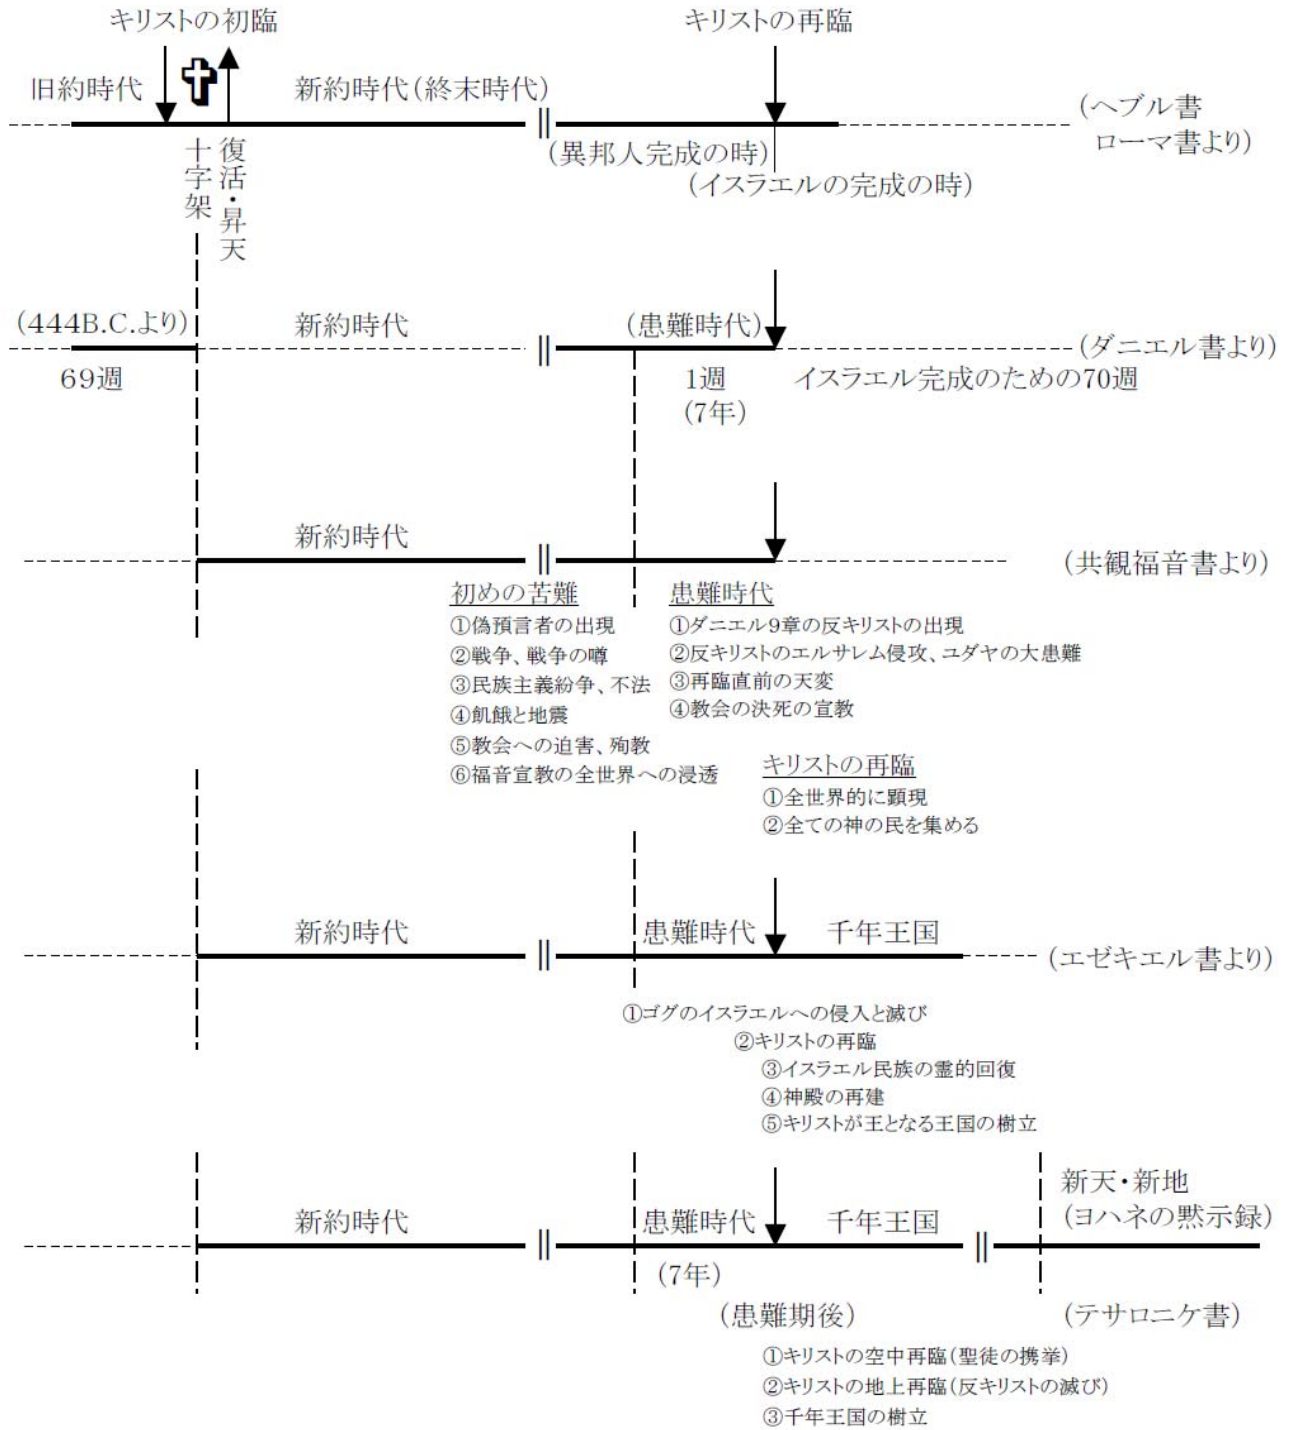 キリストの初臨
キリストの再臨
旧約時代
新約時代(終末時代)
(ヘブル書
ローマ書より)
十字架
復活・昇天
(異邦人完成の時)
(イスラエルの完成の時)
(444B.C.より)
新約時代
(患難時代)
(ダニエル書より)
69週
1週
(7年)
イスラエル完成のための70週
新約時代
(共観福音書より)
初めの苦難
①偽預言者の出現
②戦争、戦争の噂
③民族主義紛争、不法
④飢餓と地震
⑤教会への迫害、殉教
⑥福音宣教の全世界への浸透
患難時代
①ダニエル9章の反キリストの出現
②反キリストのエルサレム侵攻、ユダヤの大患難
③再臨直前の天変
④教会の決死の宣教
キリストの再臨
①全世界的に顕現
②全ての神の民を集める
新約時代
患難時代
千年王国
(エゼキエル書より)
①ゴグのイスラエルへの侵入と滅び
②キリストの再臨
③イスラエル民族の霊的回復
④神殿の再建
⑤キリストが王となる王国の樹立
新約時代
患難時代
千年王国
新天・新地
(ヨハネの黙示録)
(7年)
(患難期後)
(テサロニケ書)
①キリストの空中再臨(聖徒の携挙)
②キリストの地上再臨(反キリストの滅び)
③千年王国の樹立